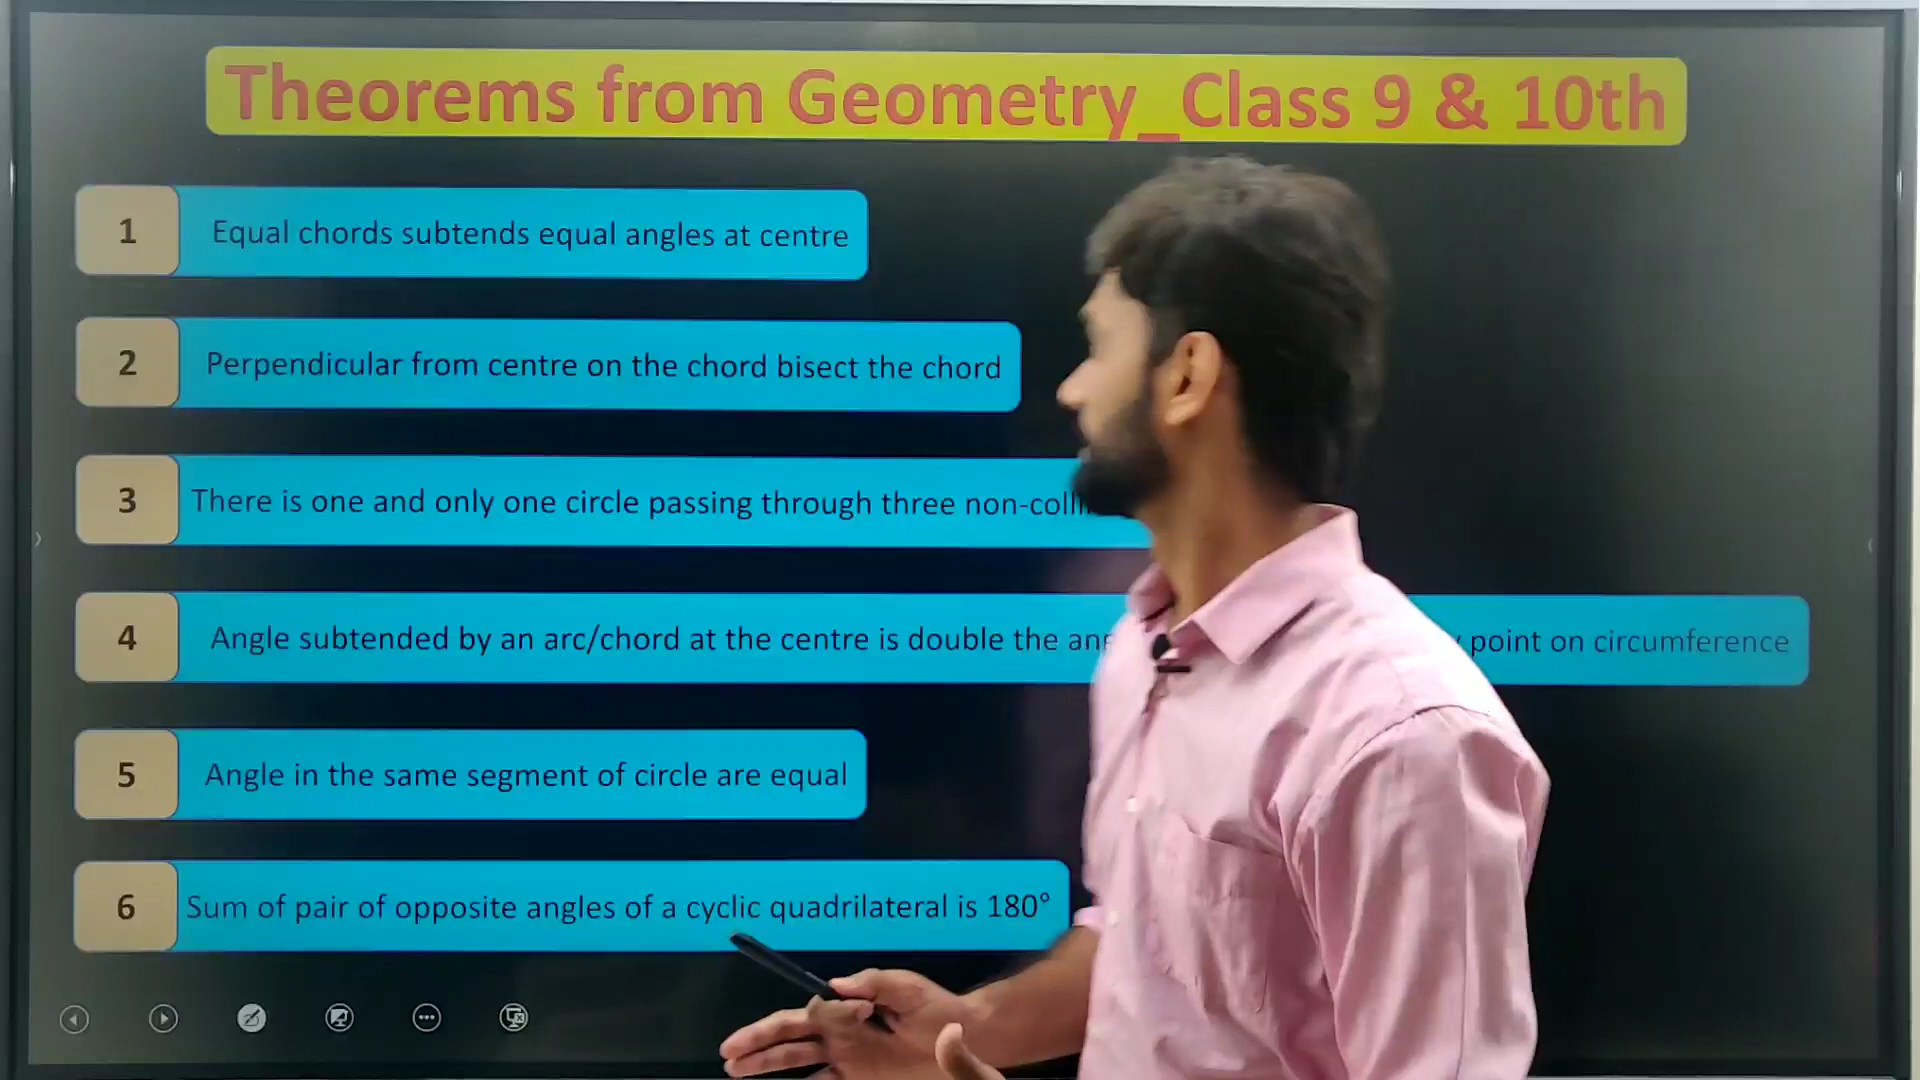 Theorems from Geometry_Class 9 & 10th
1 Equal chords subtends equal angles at centre
2 Perpendicular from centre on the chord bisect the chord
3 There is one and only one circle passing through three
4 Angle subtended by an arc/chord at the centre is double the point on circumference
5 Angle in the same segment of circle are equal
6 Sum of pair of opposite angles of a cyclic quadrilateral is 180°